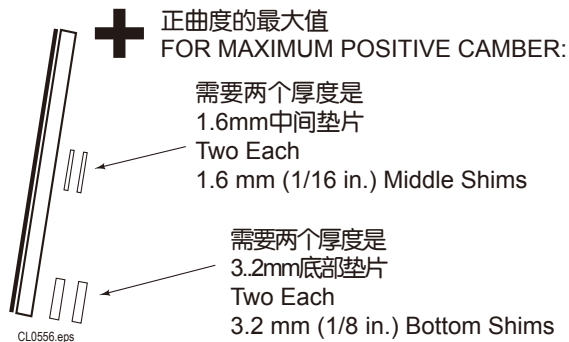 正曲度的最大值
FOR MAXIMUM POSITIVE CAMBER:
需要两个厚度是
1.6mm中间垫片
Two Each
1.6 mm (1/16 in.) Middle Shims
需要两个厚度是
3..2mm底部垫片
Two Each
3.2 mm (1/8 in.) Bottom Shims
CL0556.eps